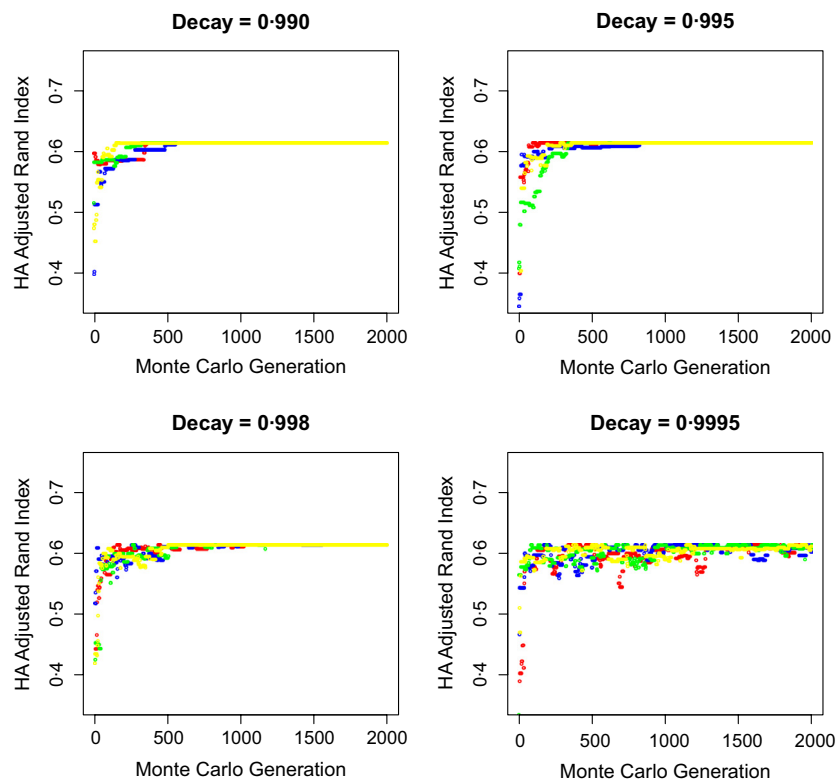 Decay = 0·990
HA Adjusted Rand Index
0·7
0·6
0·5
0·4
0 500 1000 1500 2000
Monte Carlo Generation
Decay = 0·995
HA Adjusted Rand Index
0·7
0·6
0·5
0·4
0 500 1000 1500 2000
Monte Carlo Generation
Decay = 0·998
HA Adjusted Rand Index
0·7
0·6
0·5
0·4
0 500 1000 1500 2000
Monte Carlo Generation
Decay = 0·9995
HA Adjusted Rand Index
0·7
0·6
0·5
0·4
0 500 1000 1500 2000
Monte Carlo Generation